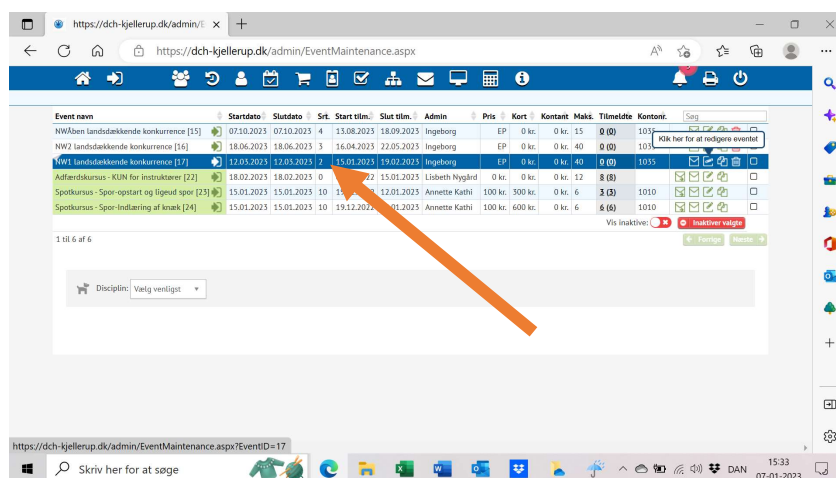 https://dch-kjellerup.dk/admin/E
https://dch-kjellerup.dk/admin/EventMaintenance.aspx
Event navn Startdato Slutdato Srt. Start tilm. Slut tilm. Admin Pris Kort Kontant Maks. Tilmeldte Kontonr. Søg
NWÅben landsdækkende konkurrence [15] 07.10.2023 07.10.2023 4 13.08.2023 18.09.2023 Ingeborg EP 0 kr. 0 kr. 15 0 (0)
Klik her for at redigere eventet
NW2 landsdækkende konkurrence [16] 18.06.2023 18.06.2023 3 16.04.2023 22.05.2023 Ingeborg EP 0 kr. 0 kr. 40 0 (0)
NW1 landsdækkende konkurrence [17] 12.03.2023 12.03.2023 2 15.01.2023 19.02.2023 Ingeborg EP 0 kr. 0 kr. 40 0 (0) 1035
Adfærdskursus - KUN for instruktører [22] 18.02.2023 18.02.2023 0 15.01.2023 Lisbeth Nygård 0 kr. 0 kr. 0 kr. 12 8 (8)
Spotkursus - Spor-opstart og ligeud spor [23] 15.01.2023 15.01.2023 10 12.01.2023 Annette Kathi 100 kr. 300 kr. 0 kr. 6 3 (3) 1010
Spotkursus - Spor-Indlæring af knæk [24] 15.01.2023 15.01.2023 10 19.12.2022 Annette Kathi 100 kr. 600 kr. 0 kr. 6 6 (6) 1010
Vis inaktive: Inaktiver valgte
1 til 6 af 6 Forrige Næste
Disciplin: Vælg venligst
https://dch-kjellerup.dk/admin/EventMaintenance.aspx?EventID=17
Skriv her for at søge DAN 15:33
07-01-2023